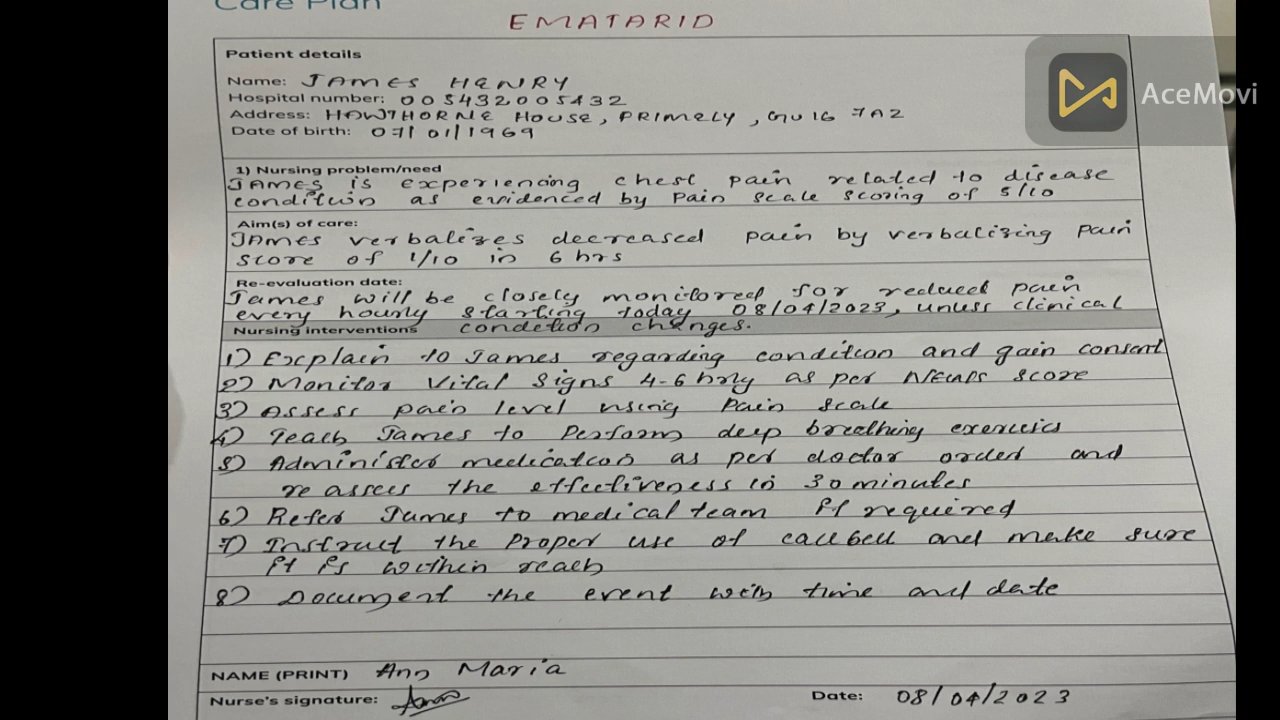 Care Plan
EMATARID
AceMovi
Patient details
Name: JAMES HENRY
Hospital number: 005432005432
Address: HAWTHORNE HOUSE, PRIMELY, GU16 7A2
Date of birth: 07/01/1969
1) Nursing problem/need
JAMES is experiencing chest pain related to disease
condition as evidenced by pain scale scoring of 5/10
Aim(s) of care:
JAMES verbalizes decreased pain by verbalizing pain
score of 1/10 in 6 hrs
Re-evaluation date:
James will be closely monitored for reduced pain
every hourly starting today 08/04/2023, unless clinical
Nursing interventions condition changes.
1) Explain to James regarding condition and gain consent
2) Monitor Vital Signs 4-6 hrly as per NEWS score
3) Assess pain level using Pain scale
4) Teach James to Perform deep breathing exercises
5) Administer medication as per doctor order and
re assess the effectiveness in 30 minutes
6) Refer James to medical team if required
7) Instruct the proper use of callbell and make sure
it is within reach
8) Document the event with time and date
NAME (PRINT) Ann Maria
Nurse's signature: Ann
Date: 08/04/2023